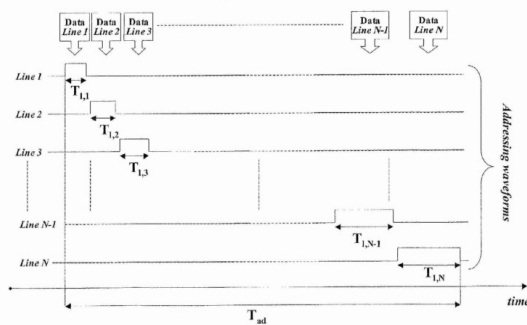 Data Line 1
Data Line 2
Data Line 3
Data Line N-1
Data Line N
Line 1
T1,1
Line 2
T1,2
Line 3
T1,3
Line N-1
T1,N-1
Line N
T1,N
Addressing waveforms
time
Tad